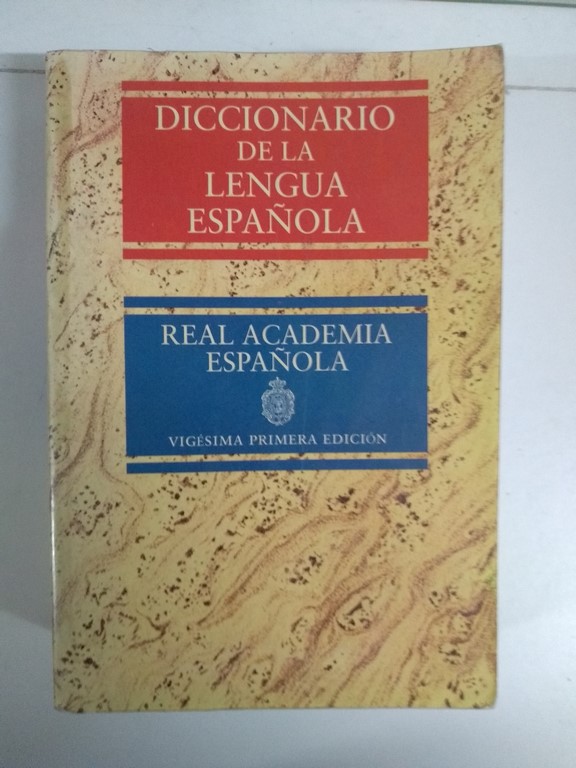 DICCIONARIO
DE LA
LENGUA
ESPAÑOLA
REAL ACADEMIA
ESPAÑOLA
VIGÉSIMA PRIMERA EDICIÓN